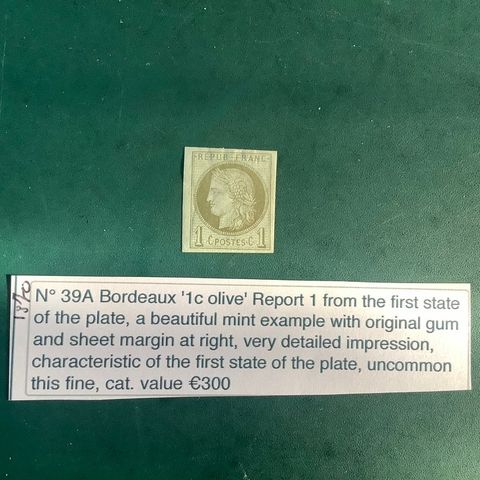 REPUB·FRANC·
1 C POSTES·C 1
N° 39A Bordeaux '1c olive' Report 1 from the first state
of the plate, a beautiful mint example with original gum
and sheet margin at right, very detailed impression,
characteristic of the first state of the plate, uncommon
this fine, cat. value €300